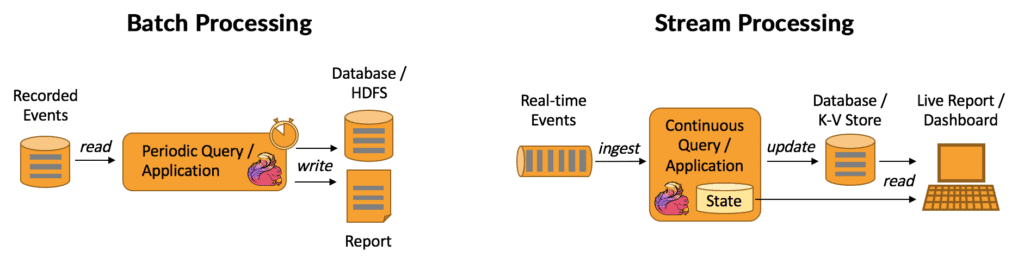 Batch Processing
Recorded
Events
read
Periodic Query /
Application
write
Database /
HDFS
Report
Stream Processing
Real-time
Events
ingest
Continuous
Query /
Application
State
update
Database /
K-V Store
read
Live Report /
Dashboard